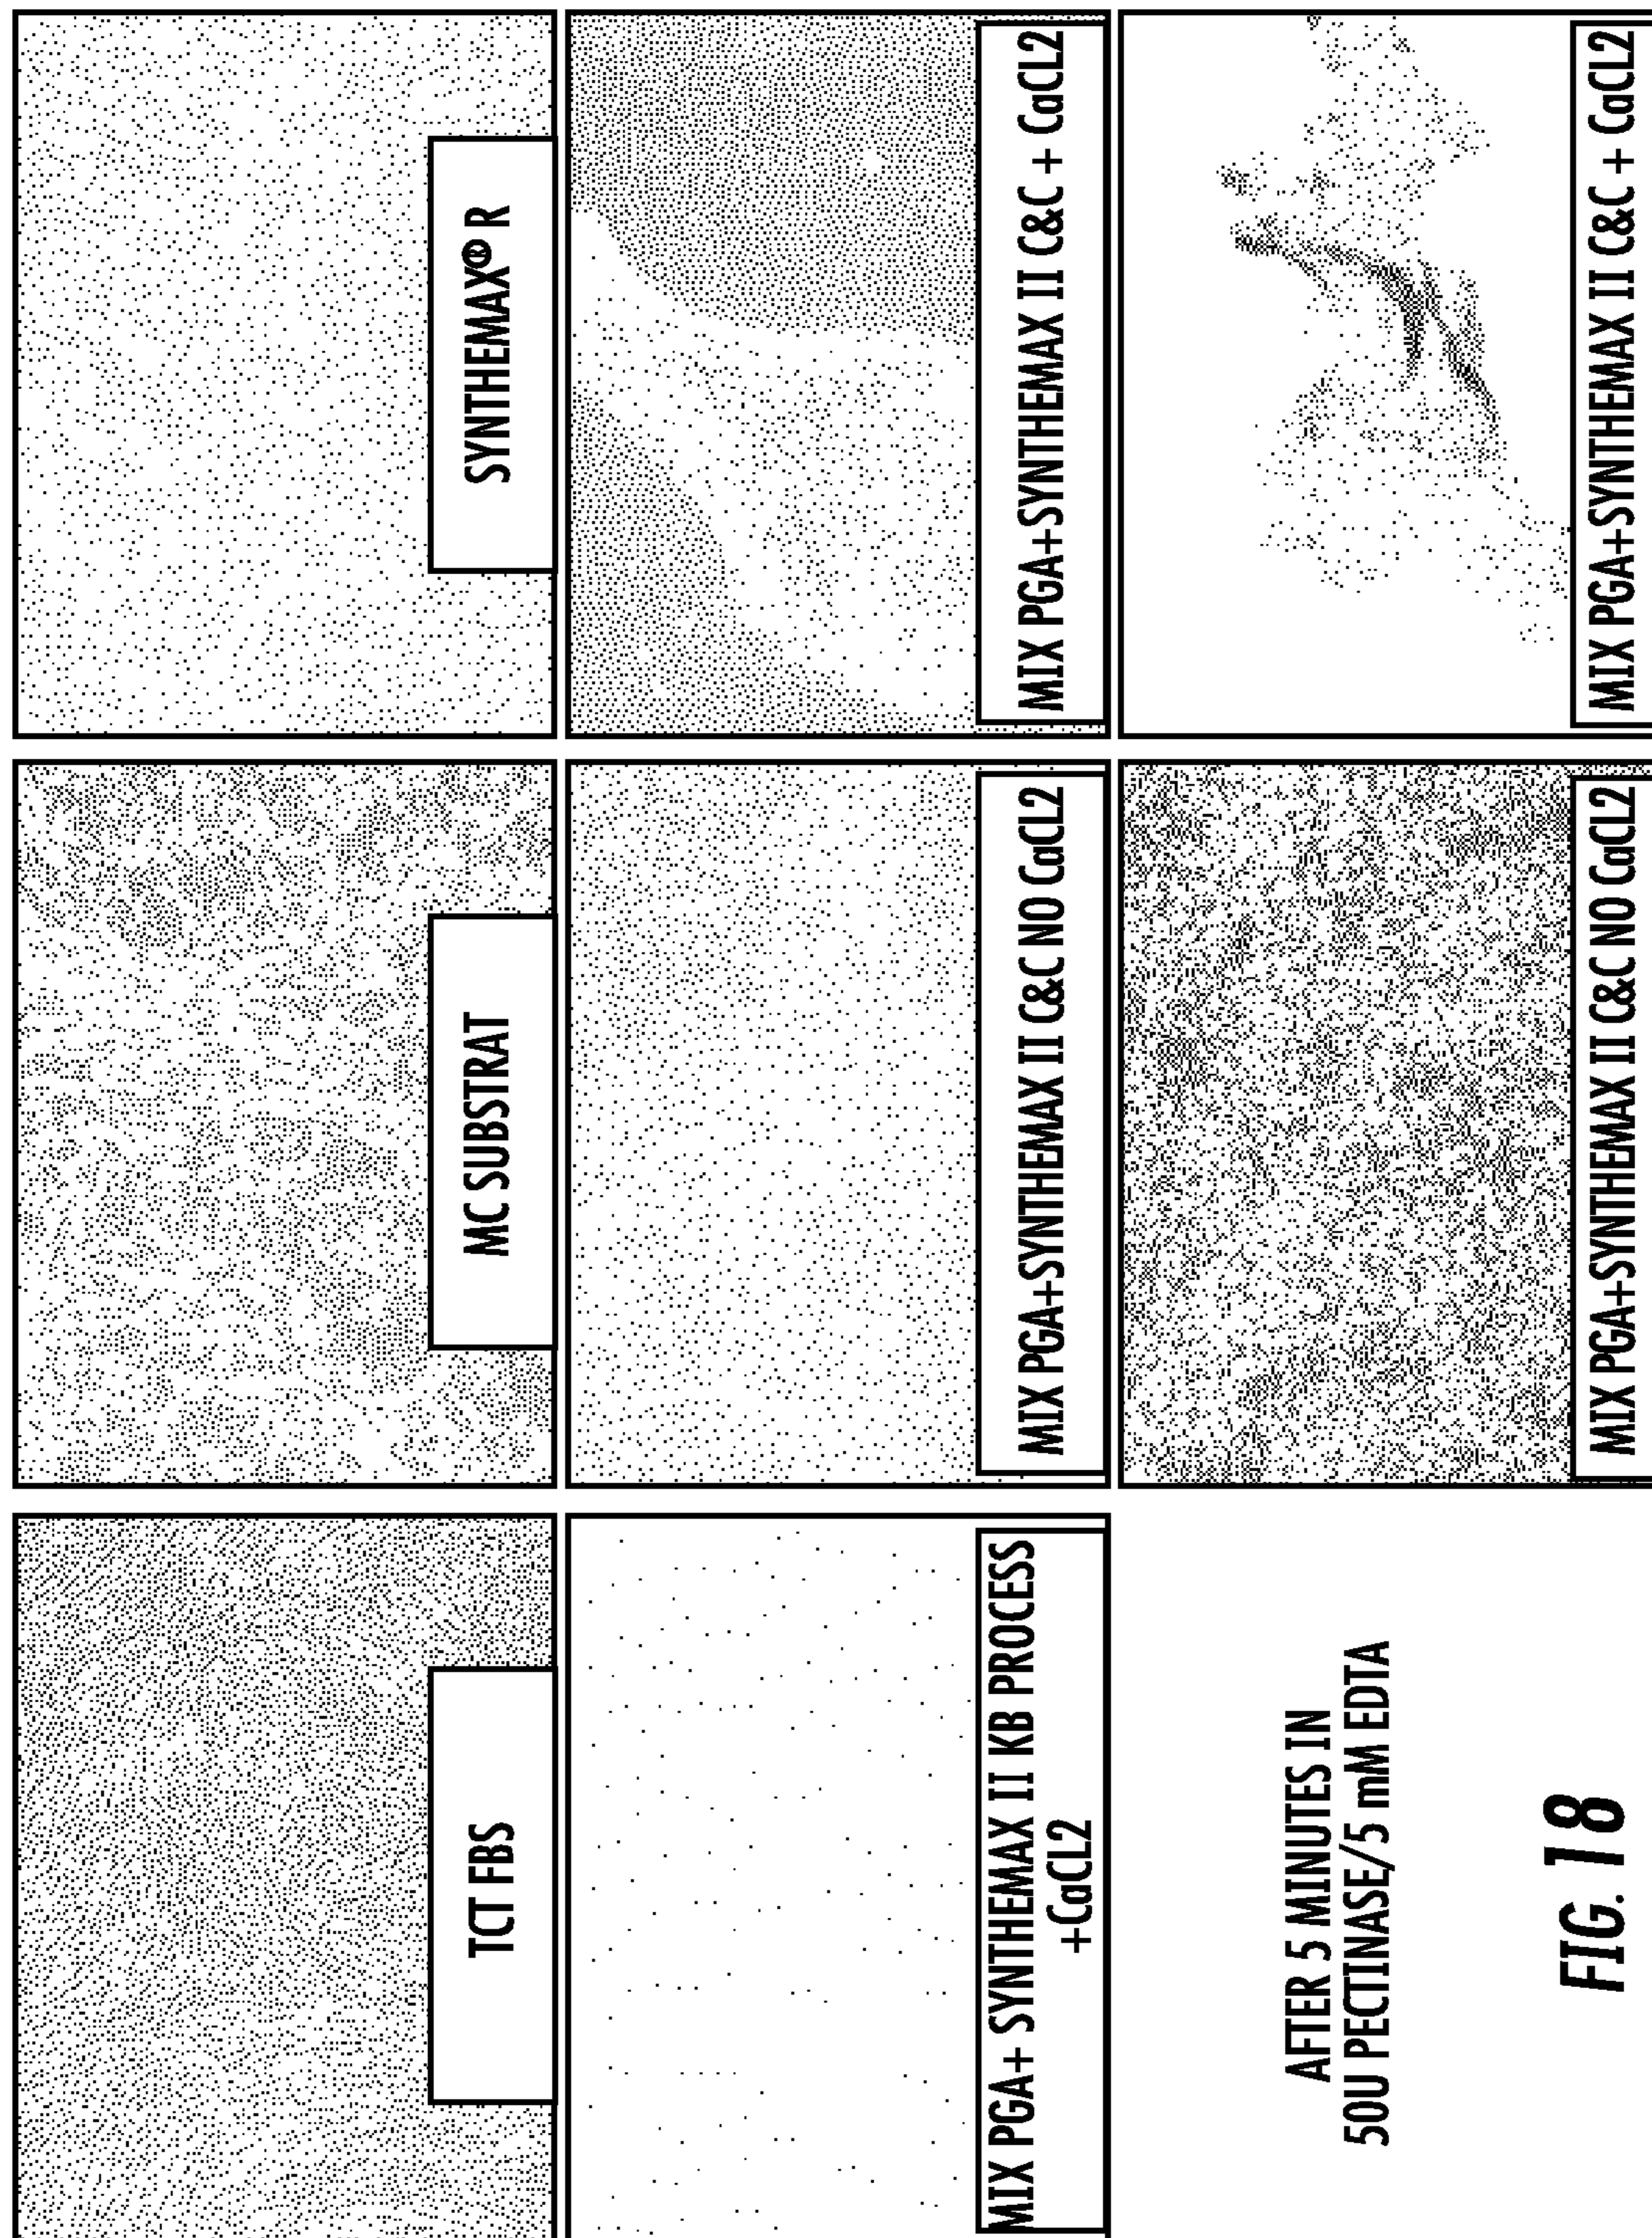 TCT FBS
MC SUBSTRAT
SYNTHEMAX® R
MIX PGA+ SYNTHEMAX II KB PROCESS
+CaCL2
MIX PGA+SYNTHEMAX II C&C NO CaCL2
MIX PGA+SYNTHEMAX II C&C + CaCL2
AFTER 5 MINUTES IN
50U PECTINASE/5 mM EDTA
MIX PGA+SYNTHEMAX II C&C NO CaCL2
MIX PGA+SYNTHEMAX II C&C + CaCL2
FIG. 18